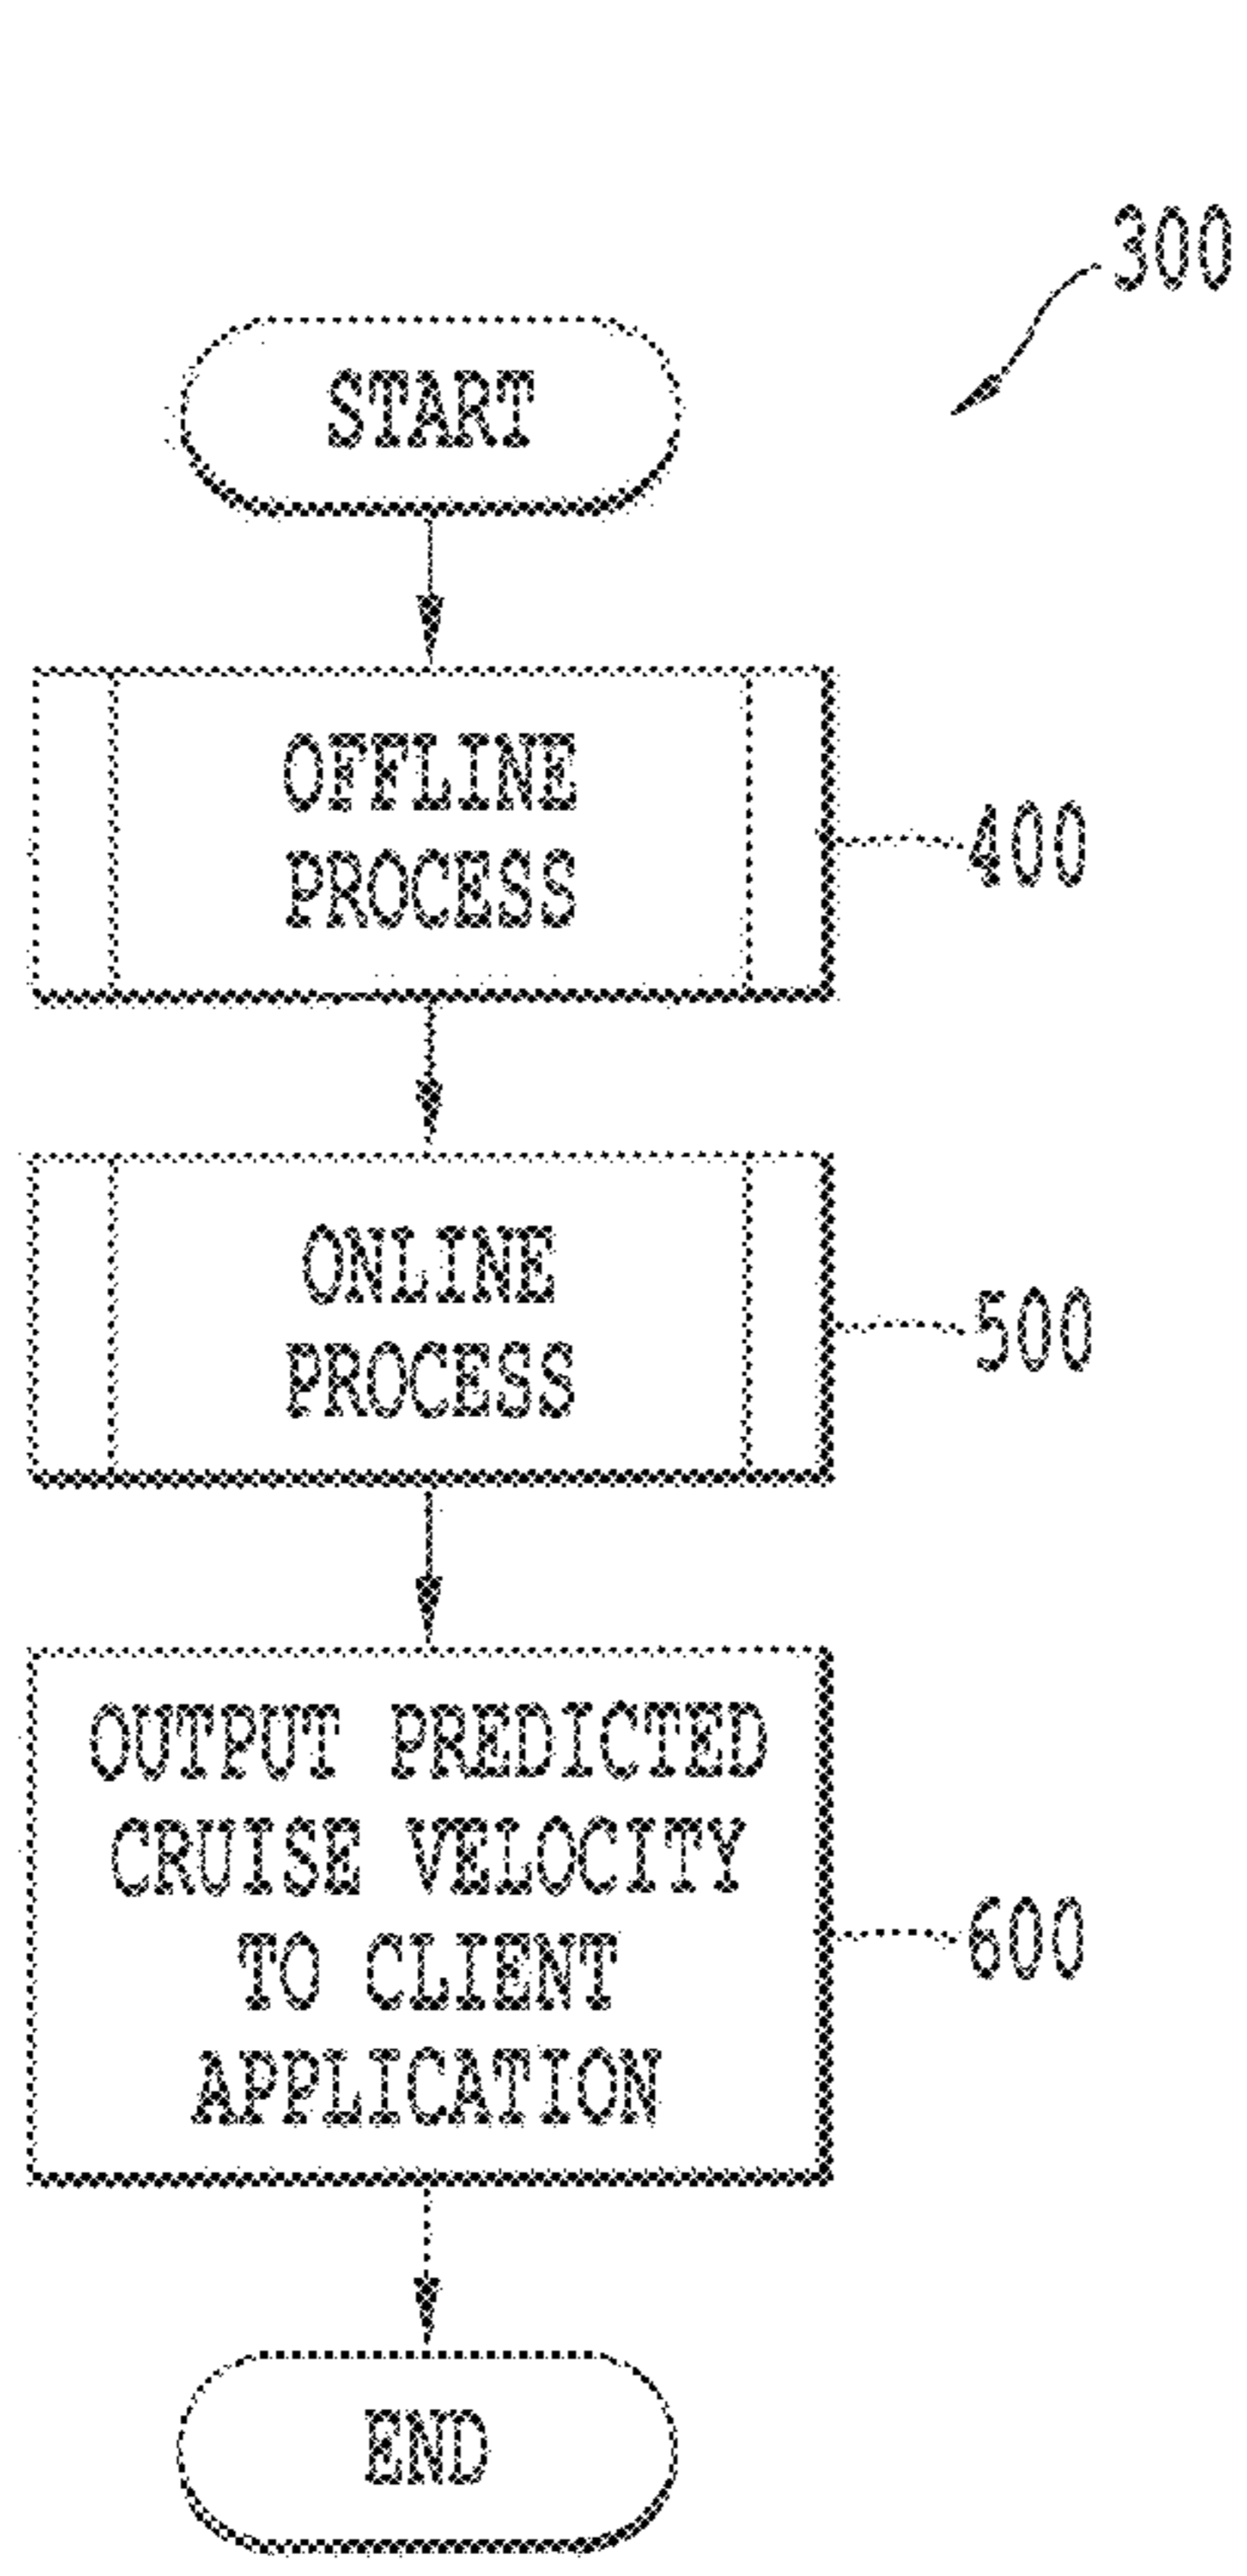 300
START
OFFLINE
PROCESS
400
ONLINE
PROCESS
500
OUTPUT PREDICTED
CRUISE VELOCITY
TO CLIENT
APPLICATION
600
END